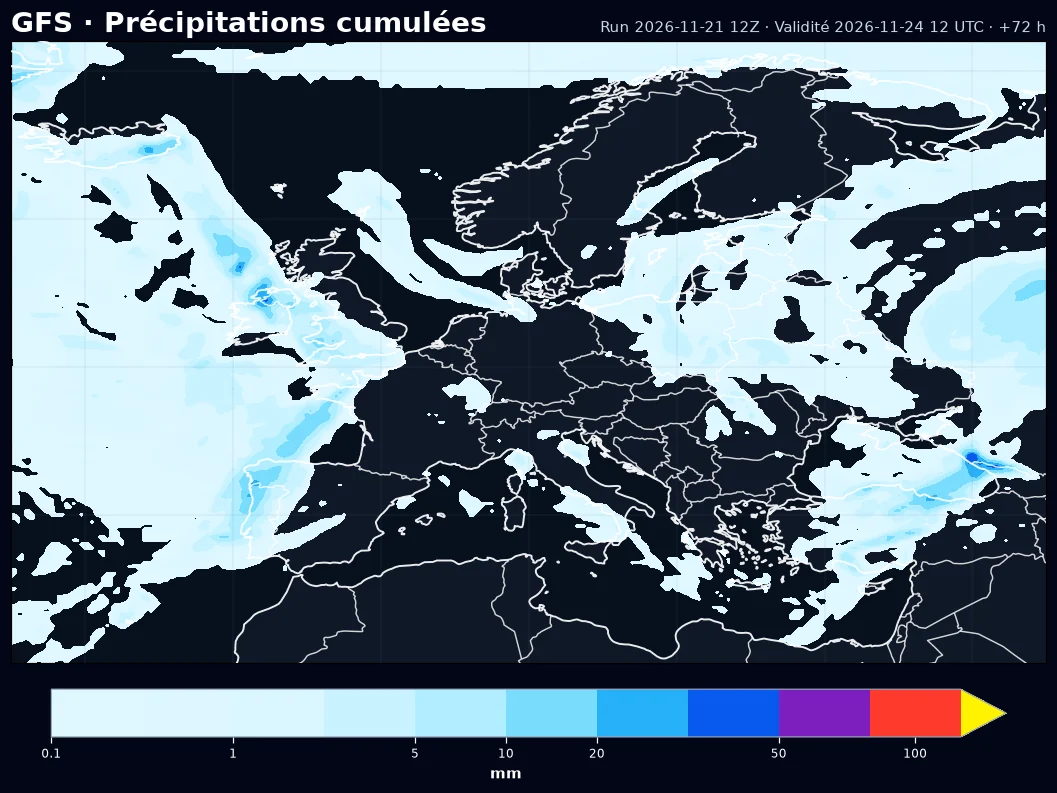 GFS · Précipitations cumulées
Run 2026-11-21 12Z · Validité 2026-11-24 12 UTC · +72 h
0.1 1 5 10 20 50 100
mm